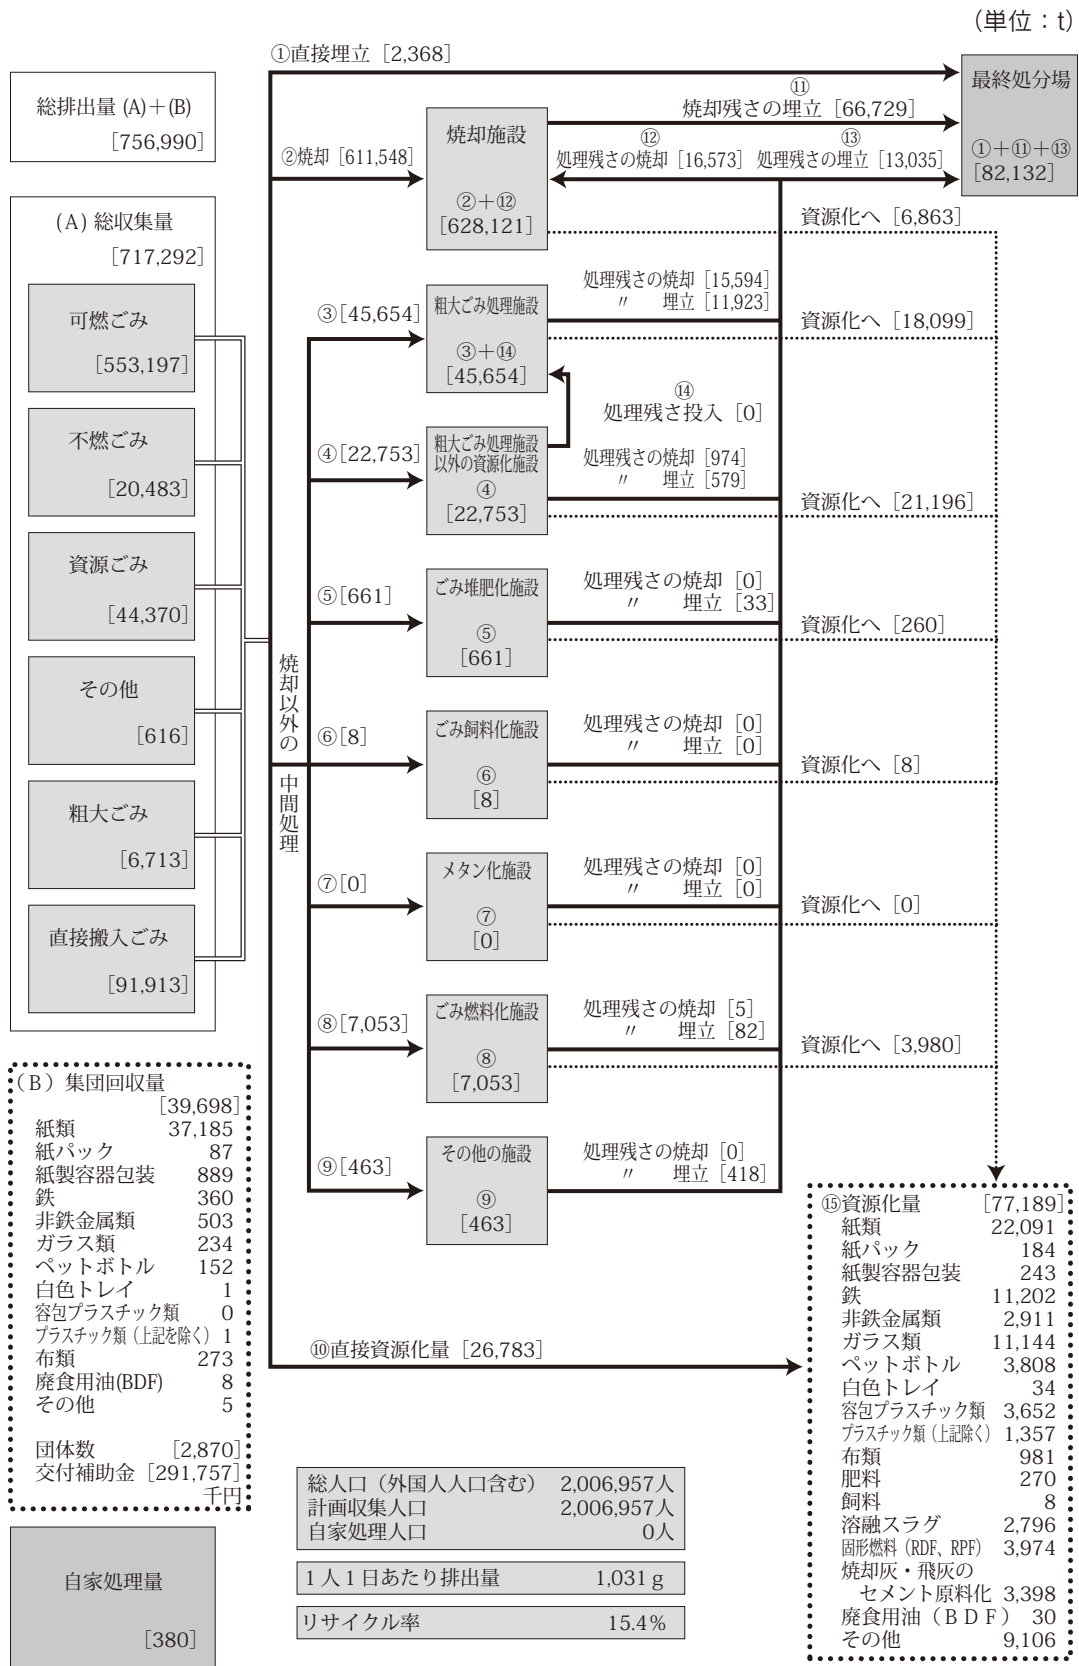 (単位：t)
①直接埋立［2,368］
総排出量 (A)＋(B)
［756,990］
(A) 総収集量
［717,292］
可燃ごみ
［553,197］
不燃ごみ
［20,483］
資源ごみ
［44,370］
その他
［616］
粗大ごみ
［6,713］
直接搬入ごみ
［91,913］
②焼却［611,548］
焼却施設
②＋⑫
［628,121］
⑪
焼却残さの埋立［66,729］
⑫
処理残さの焼却［16,573］
⑬
処理残さの埋立［13,035］
最終処分場
①＋⑪＋⑬
［82,132］
資源化へ［6,863］
焼却以外の
中間処理
③［45,654］
粗大ごみ処理施設
③＋⑭
［45,654］
処理残さの焼却［15,594］
〃　埋立［11,923］
資源化へ［18,099］
⑭
処理残さ投入［0］
④［22,753］
粗大ごみ処理施設
以外の資源化施設
④
［22,753］
処理残さの焼却［974］
〃　埋立［579］
資源化へ［21,196］
⑤［661］
ごみ堆肥化施設
⑤
［661］
処理残さの焼却［0］
〃　埋立［33］
資源化へ［260］
⑥［8］
ごみ飼料化施設
⑥
［8］
処理残さの焼却［0］
〃　埋立［0］
資源化へ［8］
⑦［0］
メタン化施設
⑦
［0］
処理残さの焼却［0］
〃　埋立［0］
資源化へ［0］
⑧［7,053］
ごみ燃料化施設
⑧
［7,053］
処理残さの焼却［5］
〃　埋立［82］
資源化へ［3,980］
⑨［463］
その他の施設
⑨
［463］
処理残さの焼却［0］
〃　埋立［418］
⑩直接資源化量［26,783］
(Ｂ) 集団回収量
［39,698］
紙類 37,185
紙パック 87
紙製容器包装 889
鉄 360
非鉄金属類 503
ガラス類 234
ペットボトル 152
白色トレイ 1
容包プラスチック類 0
プラスチック類（上記を除く）1
布類 273
廃食用油(BDF) 8
その他 5
団体数［2,870］
交付補助金［291,757］
千円
自家処理量
［380］
総人口（外国人人口含む） 2,006,957人
計画収集人口 2,006,957人
自家処理人口 0人
１人１日あたり排出量 1,031ｇ
リサイクル率 15.4％
⑮資源化量［77,189］
紙類 22,091
紙パック 184
紙製容器包装 243
鉄 11,202
非鉄金属類 2,911
ガラス類 11,144
ペットボトル 3,808
白色トレイ 34
容包プラスチック類 3,652
プラスチック類（上記除く）1,357
布類 981
肥料 270
飼料 8
溶融スラグ 2,796
固形燃料（RDF、RPF） 3,974
焼却灰・飛灰の
セメント原料化 3,398
廃食用油（ＢＤＦ） 30
その他 9,106